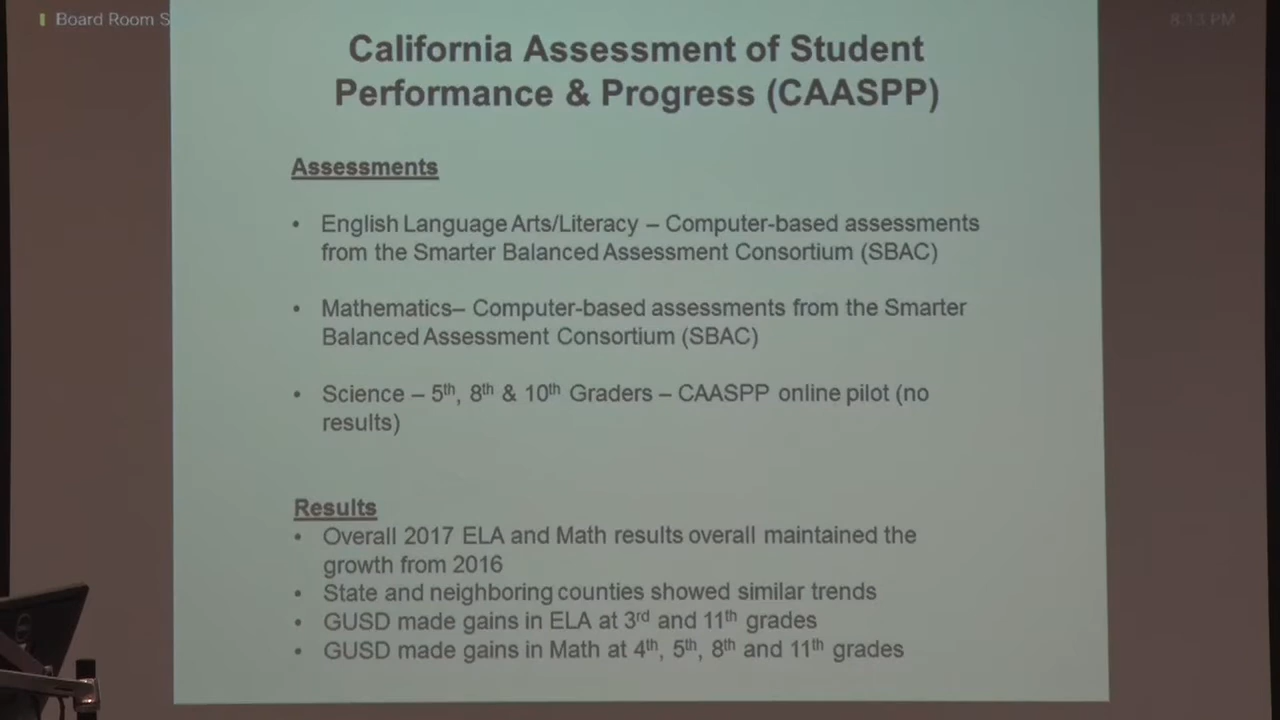 Board Room S
8:13 PM
California Assessment of Student
Performance & Progress (CAASPP)
Assessments
• English Language Arts/Literacy – Computer-based assessments
from the Smarter Balanced Assessment Consortium (SBAC)
• Mathematics– Computer-based assessments from the Smarter
Balanced Assessment Consortium (SBAC)
• Science – 5th, 8th & 10th Graders – CAASPP online pilot (no
results)
Results
• Overall 2017 ELA and Math results overall maintained the
growth from 2016
• State and neighboring counties showed similar trends
• GUSD made gains in ELA at 3rd and 11th grades
• GUSD made gains in Math at 4th, 5th, 8th and 11th grades